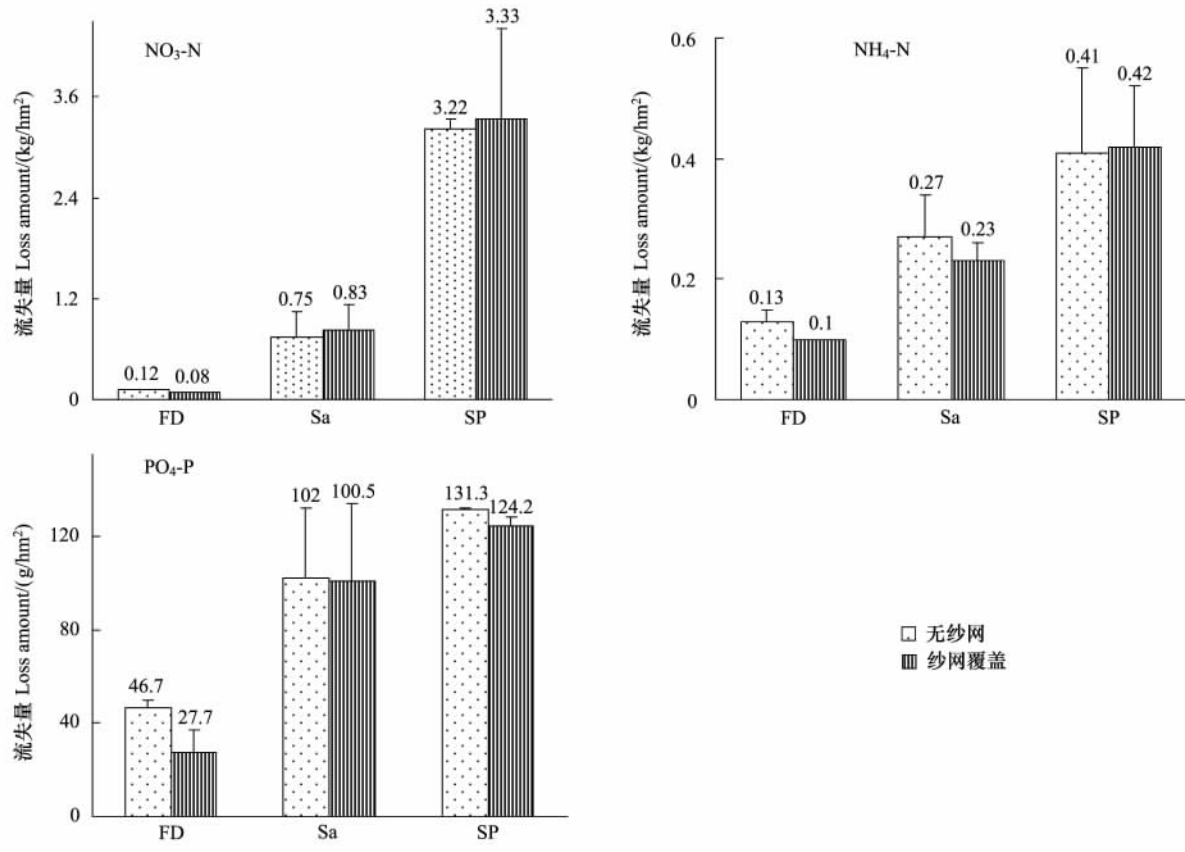 NO₃-N
流失量 Loss amount/(kg/hm²)
3.6
2.4
1.2
0
0.12
0.08
0.75
0.83
3.22
3.33
FD
Sa
SP
NH₄-N
流失量 Loss amount/(kg/hm²)
0.6
0.4
0.2
0
0.13
0.1
0.27
0.23
0.41
0.42
FD
Sa
SP
PO₄-P
流失量 Loss amount/(g/hm²)
120
80
40
0
46.7
27.7
102
100.5
131.3
124.2
FD
Sa
SP
无纱网
纱网覆盖